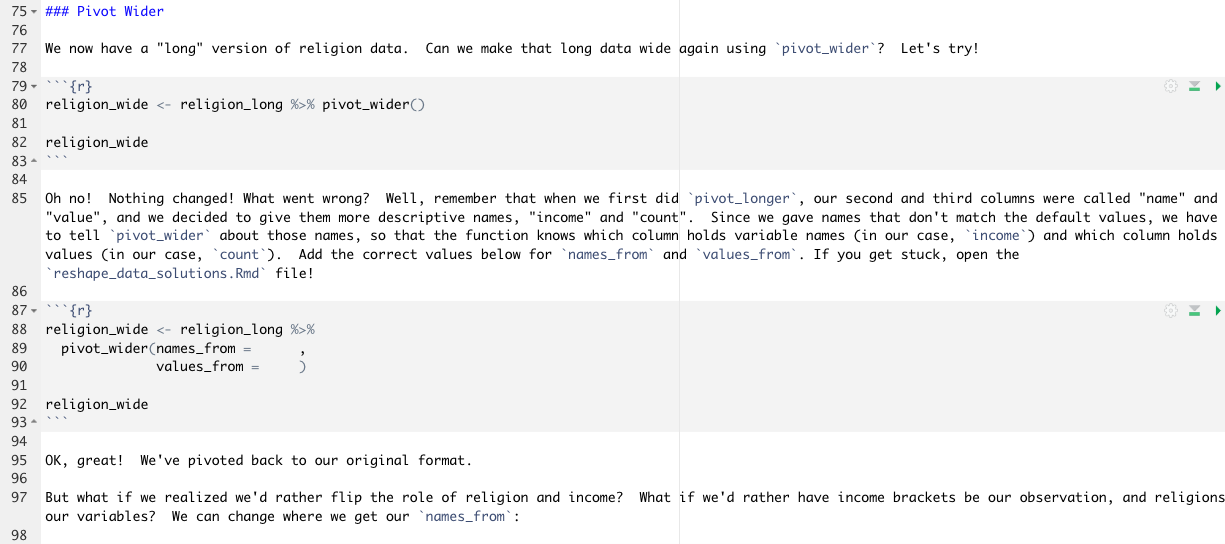 75 ### Pivot Wider
76
77 We now have a "long" version of religion data.  Can we make that long data wide again using `pivot_wider`?  Let's try!
78
79 ```{r}
80 religion_wide <- religion_long %>% pivot_wider()
81
82 religion_wide
83 ```
84
85 Oh no!  Nothing changed! What went wrong?  Well, remember that when we first did `pivot_longer`, our second and third columns were called "name" and
"value", and we decided to give them more descriptive names, "income" and "count".  Since we gave names that don't match the default values, we have
to tell `pivot_wider` about those names, so that the function knows which column holds variable names (in our case, `income`) and which column holds
values (in our case, `count`).  Add the correct values below for `names_from` and `values_from`. If you get stuck, open the
`reshape_data_solutions.Rmd` file!
86
87 ```{r}
88 religion_wide <- religion_long %>%
89   pivot_wider(names_from =      ,
90               values_from =     )
91
92 religion_wide
93 ```
94
95 OK, great!  We've pivoted back to our original format.
96
97 But what if we realized we'd rather flip the role of religion and income?  What if we'd rather have income brackets be our observation, and religions
our variables?  We can change where we get our `names_from`:
98